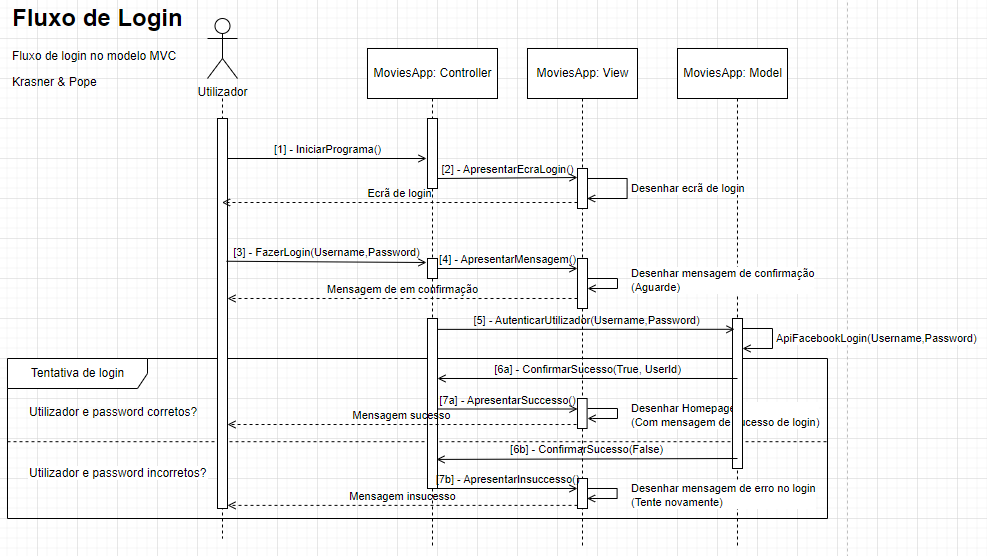 Fluxo de Login
Fluxo de login no modelo MVC
Krasner & Pope
Utilizador
MoviesApp: Controller
MoviesApp: View
MoviesApp: Model
[1] - IniciarPrograma()
[2] - ApresentarEcraLogin()
Desenhar ecrã de login
Ecrã de login
[3] - FazerLogin(Username,Password)
[4] - ApresentarMensagem()
Desenhar mensagem de confirmação
(Aguarde)
Mensagem de em confirmação
[5] - AutenticarUtilizador(Username,Password)
ApiFacebookLogin(Username,Password)
Tentativa de login
[6a] - ConfirmarSucesso(True, UserId)
[7a] - ApresentarSuccesso()
Utilizador e password corretos?
Mensagem sucesso
Desenhar Homepage
(Com mensagem de sucesso de login)
[6b] - ConfirmarSucesso(False)
Utilizador e password incorretos?
[7b] - ApresentarInsuccesso()
Mensagem insucesso
Desenhar mensagem de erro no login
(Tente novamente)